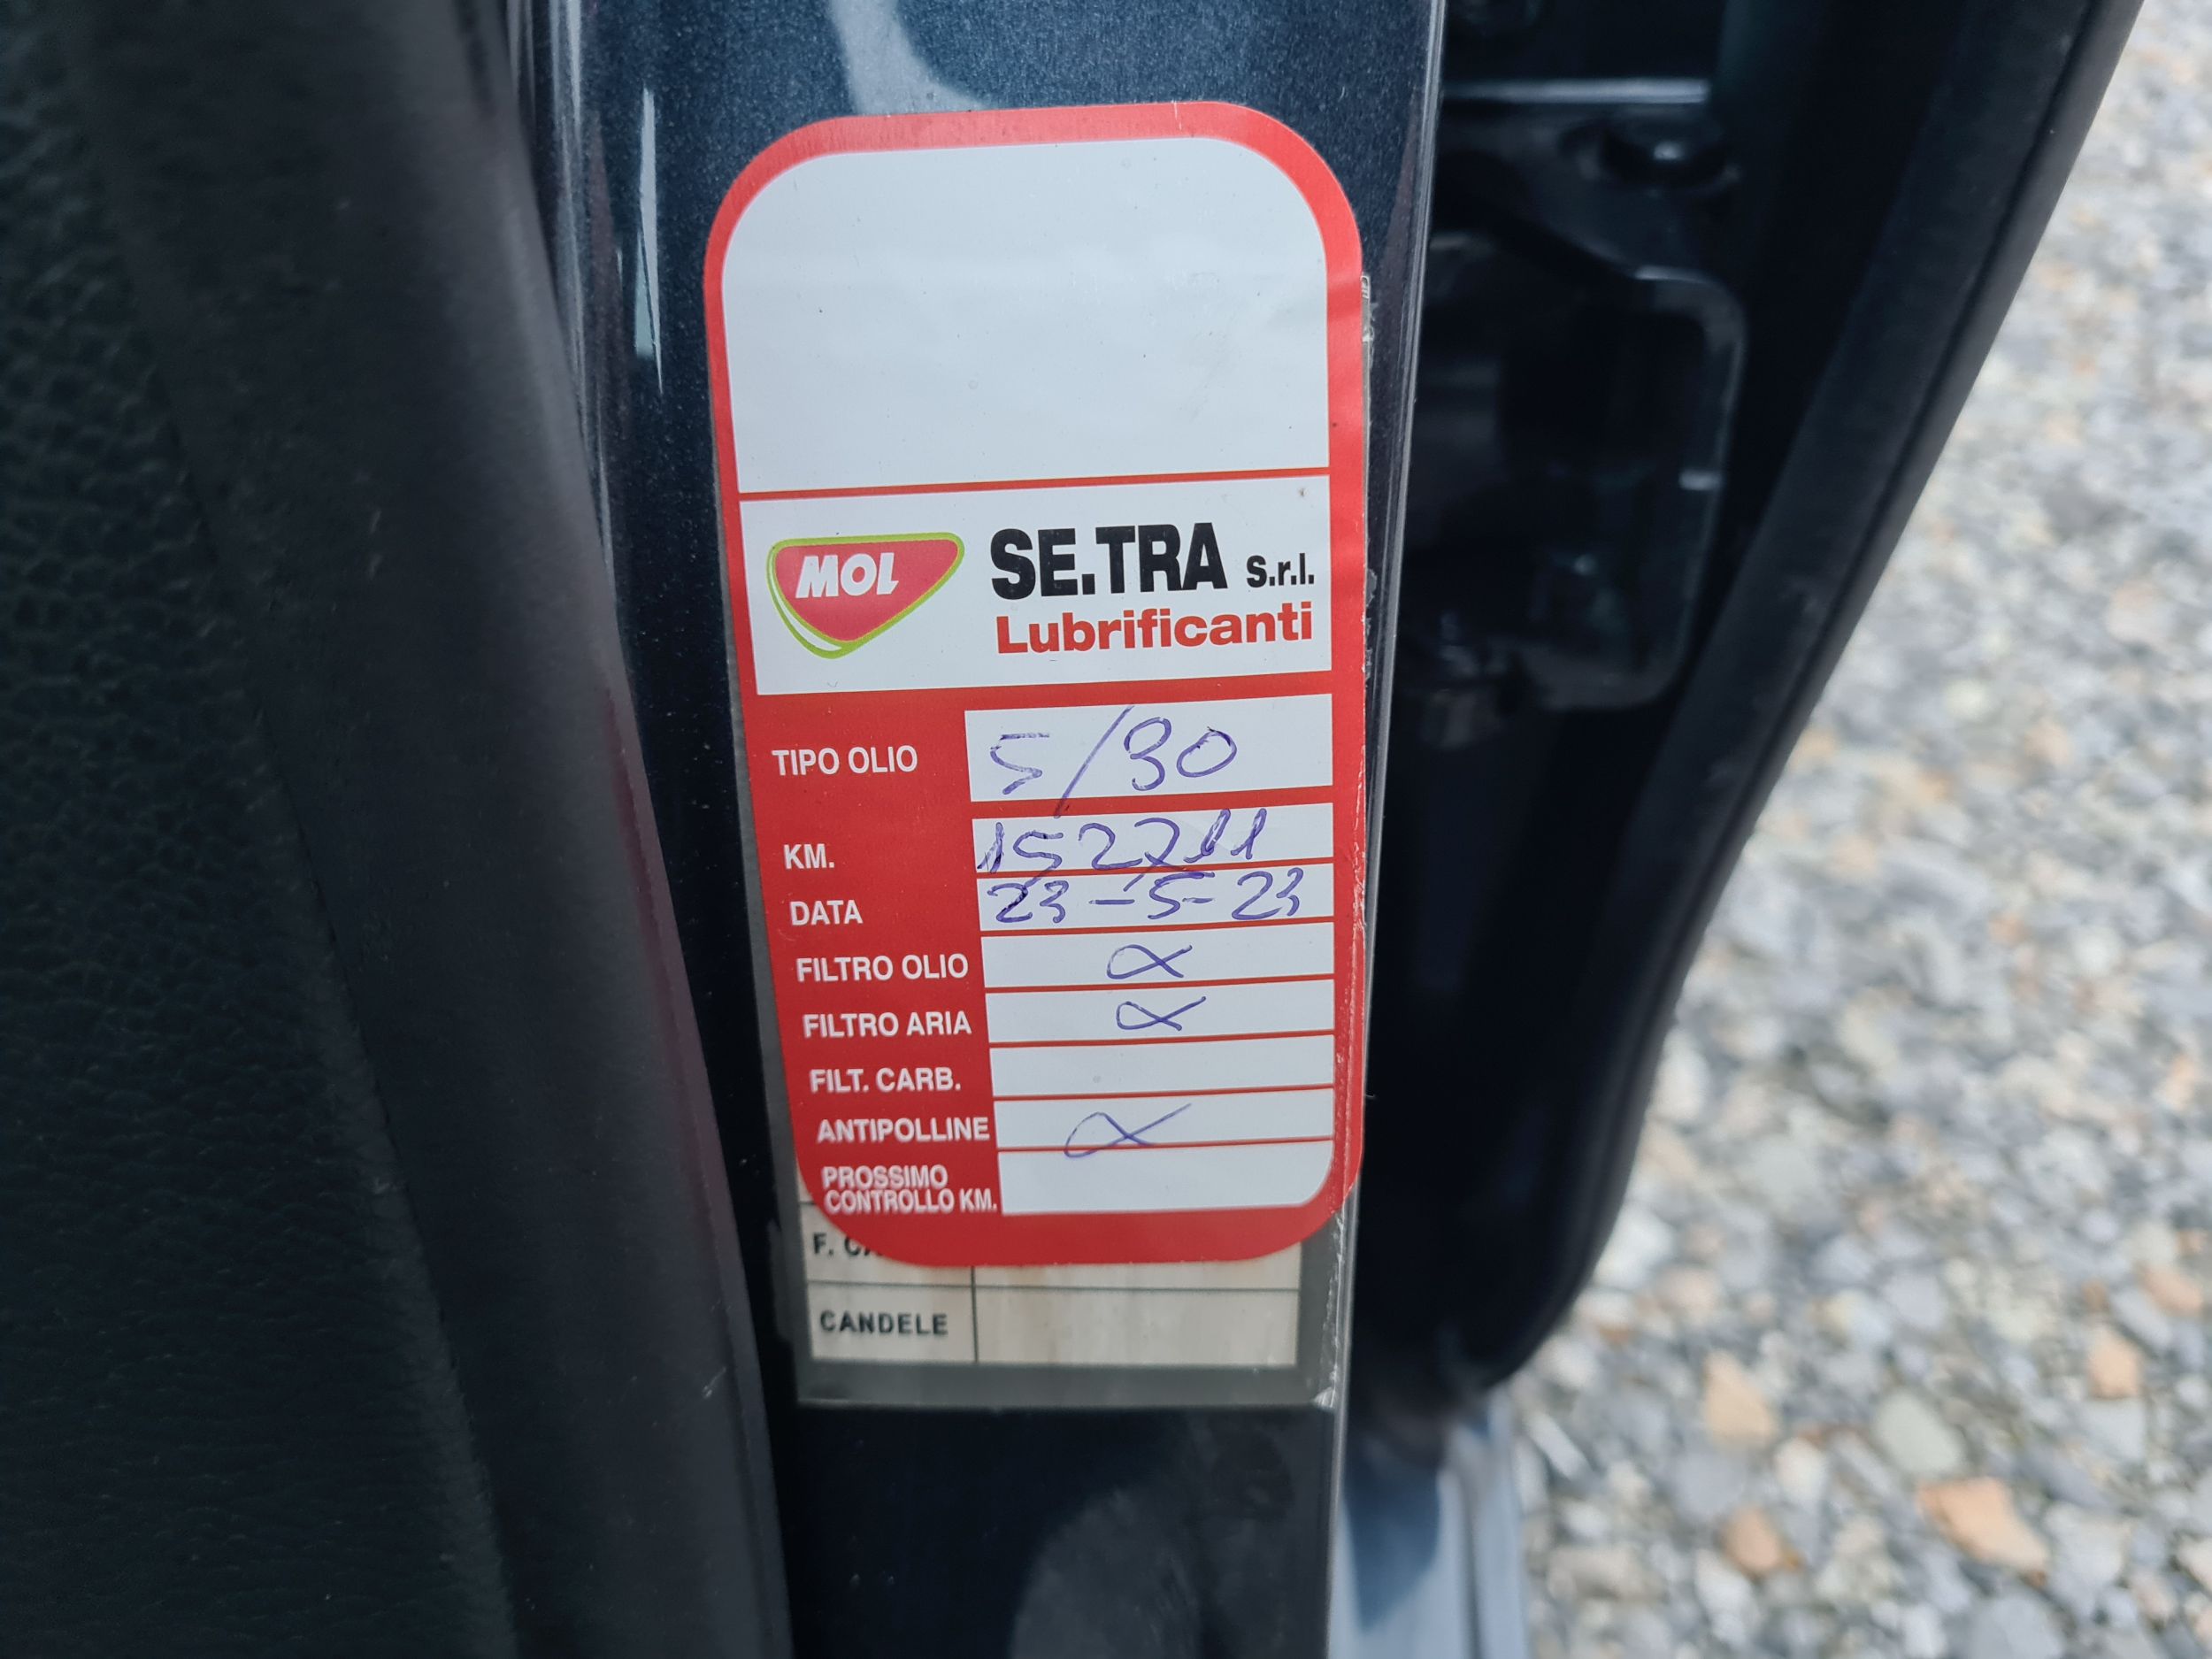 MOL SE.TRA S.r.l.
Lubrificanti
TIPO OLIO 5/30
KM. 152711
DATA 23-5-23
FILTRO OLIO
FILTRO ARIA
FILT. CARB.
ANTIPOLLINE
PROSSIMO
CONTROLLO KM.
F.
CANDELE